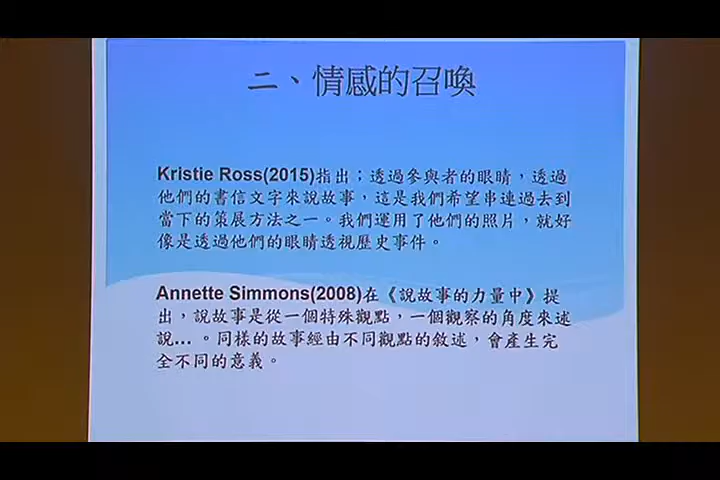 二、情感的召喚
Kristie Ross(2015)指出；透過參與者的眼睛，透過
他們的書信文字來說故事，這是我們希望串連過去到
當下的策展方法之一。我們運用了他們的照片，就好
像是透過他們的眼睛透視歷史事件。
Annette Simmons(2008)在《說故事的力量中》提
出，說故事是從一個特殊觀點，一個觀察的角度來述
說...。同樣的故事經由不同觀點的敘述，會產生完
全不同的意義。